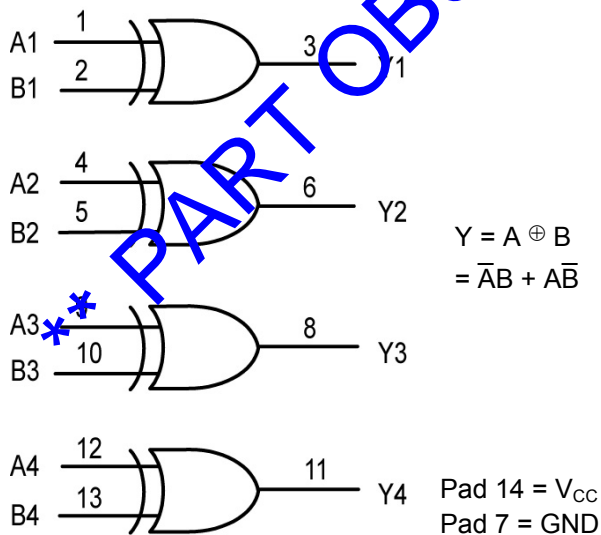 A1 1
B1 2
3 Y1
A2 4
B2 5
6 Y2
Y = A ⊕ B
= A̅B + AB̅
A3
B3 10
8 Y3
A4 12
B4 13
11 Y4
Pad 14 = VCC
Pad 7 = GND
** PART OB